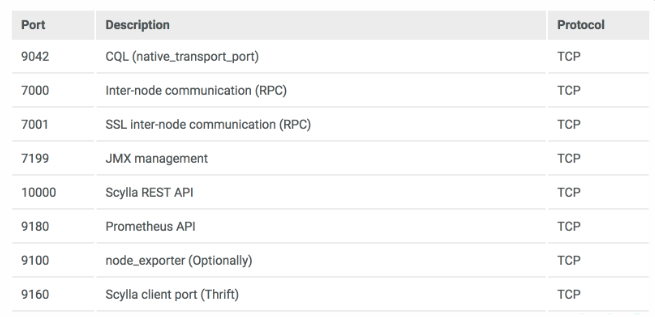 Port Description Protocol
9042 CQL (native_transport_port) TCP
7000 Inter-node communication (RPC) TCP
7001 SSL inter-node communication (RPC) TCP
7199 JMX management TCP
10000 Scylla REST API TCP
9180 Prometheus API TCP
9100 node_exporter (Optionally) TCP
9160 Scylla client port (Thrift) TCP